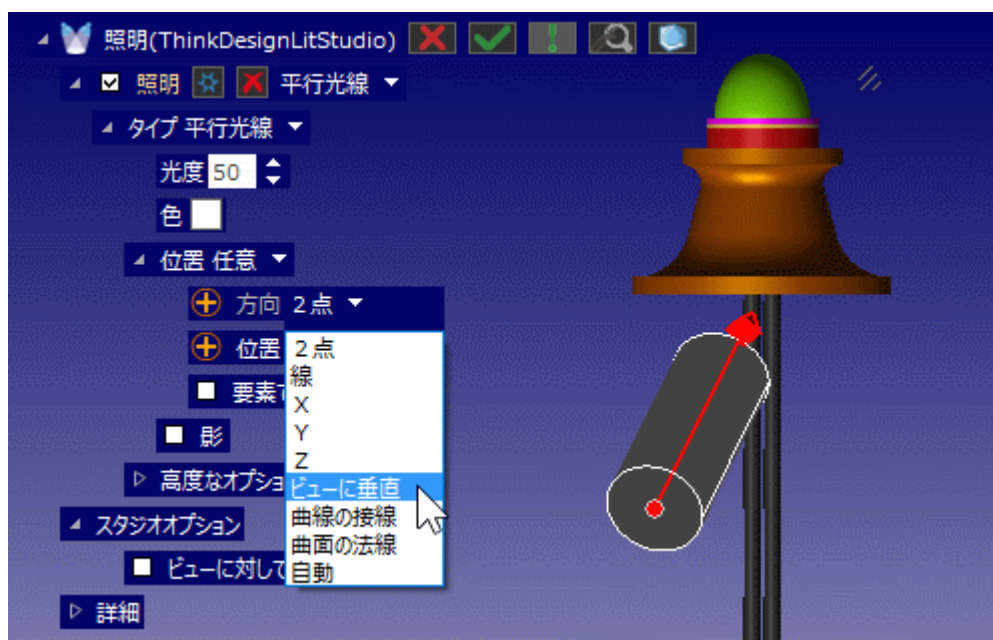 照明(ThinkDesignLitStudio)
照明 平行光線
タイプ 平行光線
光度 50
色
位置 任意
方向 2点
位置
2点
線
要素
X
Y
影
Z
高度なオプショ
ビューに垂直
曲線の接線
スタジオオプション
曲面の法線
ビューに対して
自動
詳細